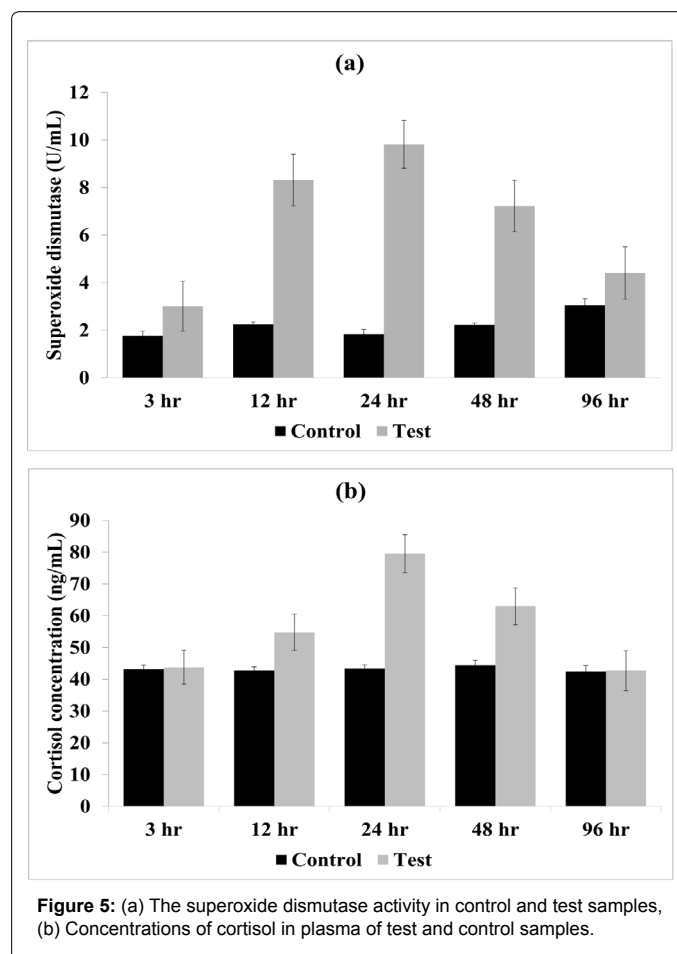 (a)
Superoxide dismutase (U/mL)
12
10
8
6
4
2
0
3 hr 12 hr 24 hr 48 hr 96 hr
Control Test
(b)
Cortisol concentration (ng/mL)
90
80
70
60
50
40
30
20
10
0
3 hr 12 hr 24 hr 48 hr 96 hr
Control Test
Figure 5: (a) The superoxide dismutase activity in control and test samples,
(b) Concentrations of cortisol in plasma of test and control samples.